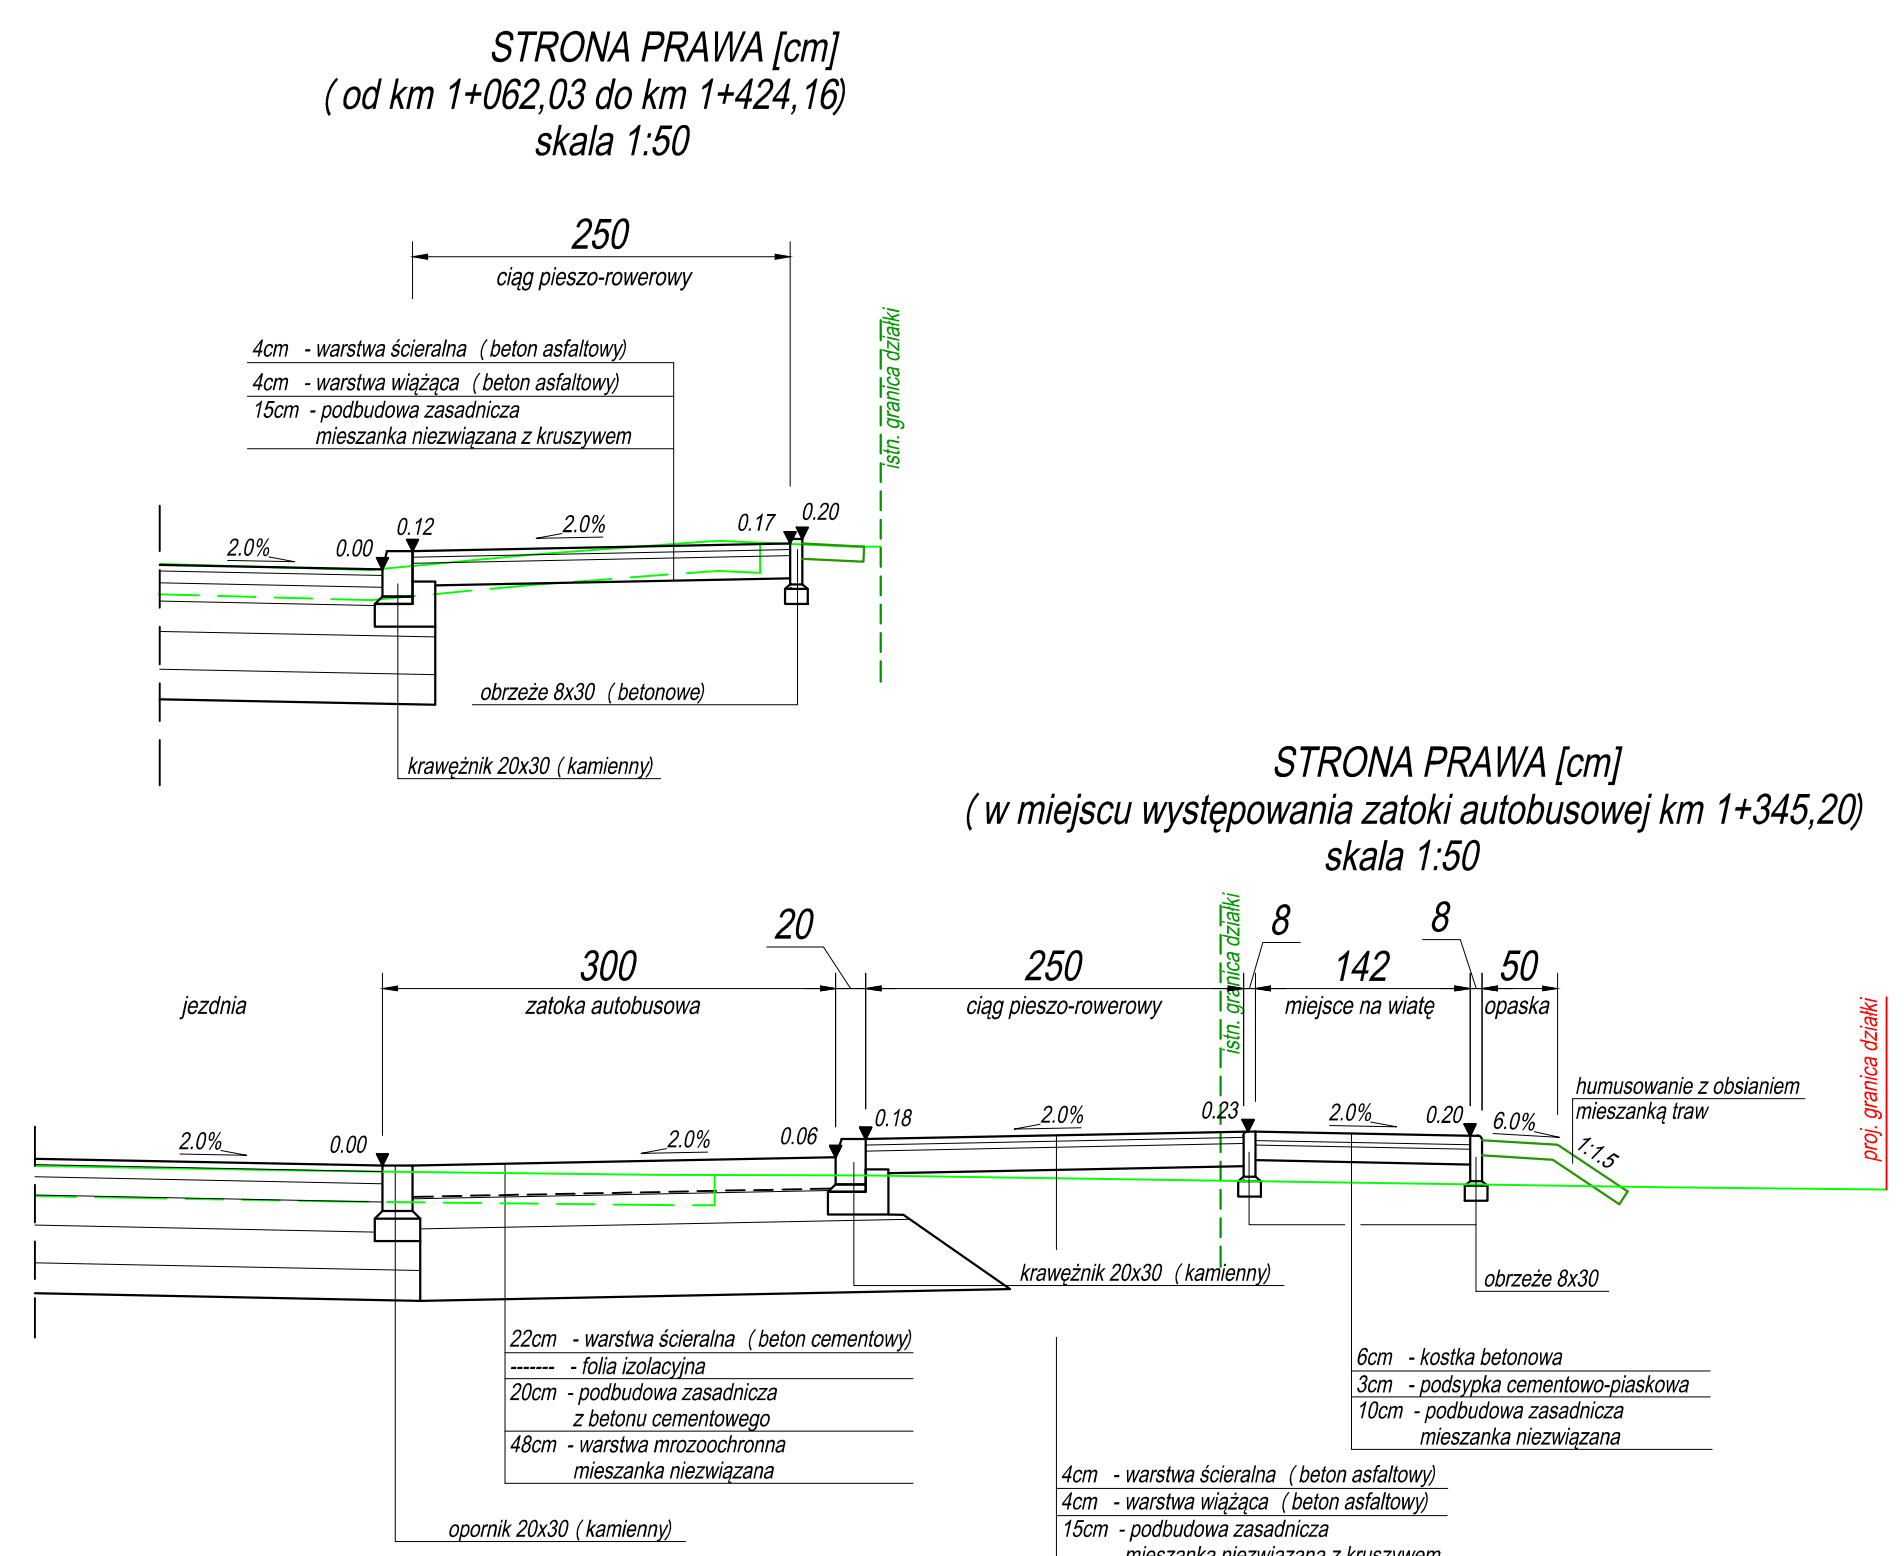 STRONA PRAWA [cm]
( od km 1+062,03 do km 1+424,16)
skala 1:50
250
ciąg pieszo-rowerowy
4cm - warstwa ścieralna ( beton asfaltowy)
4cm - warstwa wiążąca ( beton asfaltowy)
15cm - podbudowa zasadnicza
mieszanka niezwiązana z kruszywem
istn. granica działki
2.0%
0.00
0.12
2.0%
0.17
0.20
obrzeże 8x30 ( betonowe)
krawężnik 20x30 ( kamienny)
STRONA PRAWA [cm]
( w miejscu występowania zatoki autobusowej km 1+345,20)
skala 1:50
20
8
8
300
250
142
50
jezdnia
zatoka autobusowa
ciąg pieszo-rowerowy
istn. granica działki
miejsce na wiatę
opaska
proj. granica działki
humusowanie z obsianiem
mieszanką traw
2.0%
0.00
2.0%
0.06
0.18
2.0%
0.23
2.0%
0.20
6.0%
1:1.5
krawężnik 20x30 ( kamienny)
obrzeże 8x30
22cm - warstwa ścieralna ( beton cementowy)
------- - folia izolacyjna
20cm - podbudowa zasadnicza
z betonu cementowego
48cm - warstwa mrozoochronna
mieszanka niezwiązana
6cm - kostka betonowa
3cm - podsypka cementowo-piaskowa
10cm - podbudowa zasadnicza
mieszanka niezwiązana
opornik 20x30 ( kamienny)
4cm - warstwa ścieralna ( beton asfaltowy)
4cm - warstwa wiążąca ( beton asfaltowy)
15cm - podbudowa zasadnicza
mieszanka niezwiązana z kruszywem